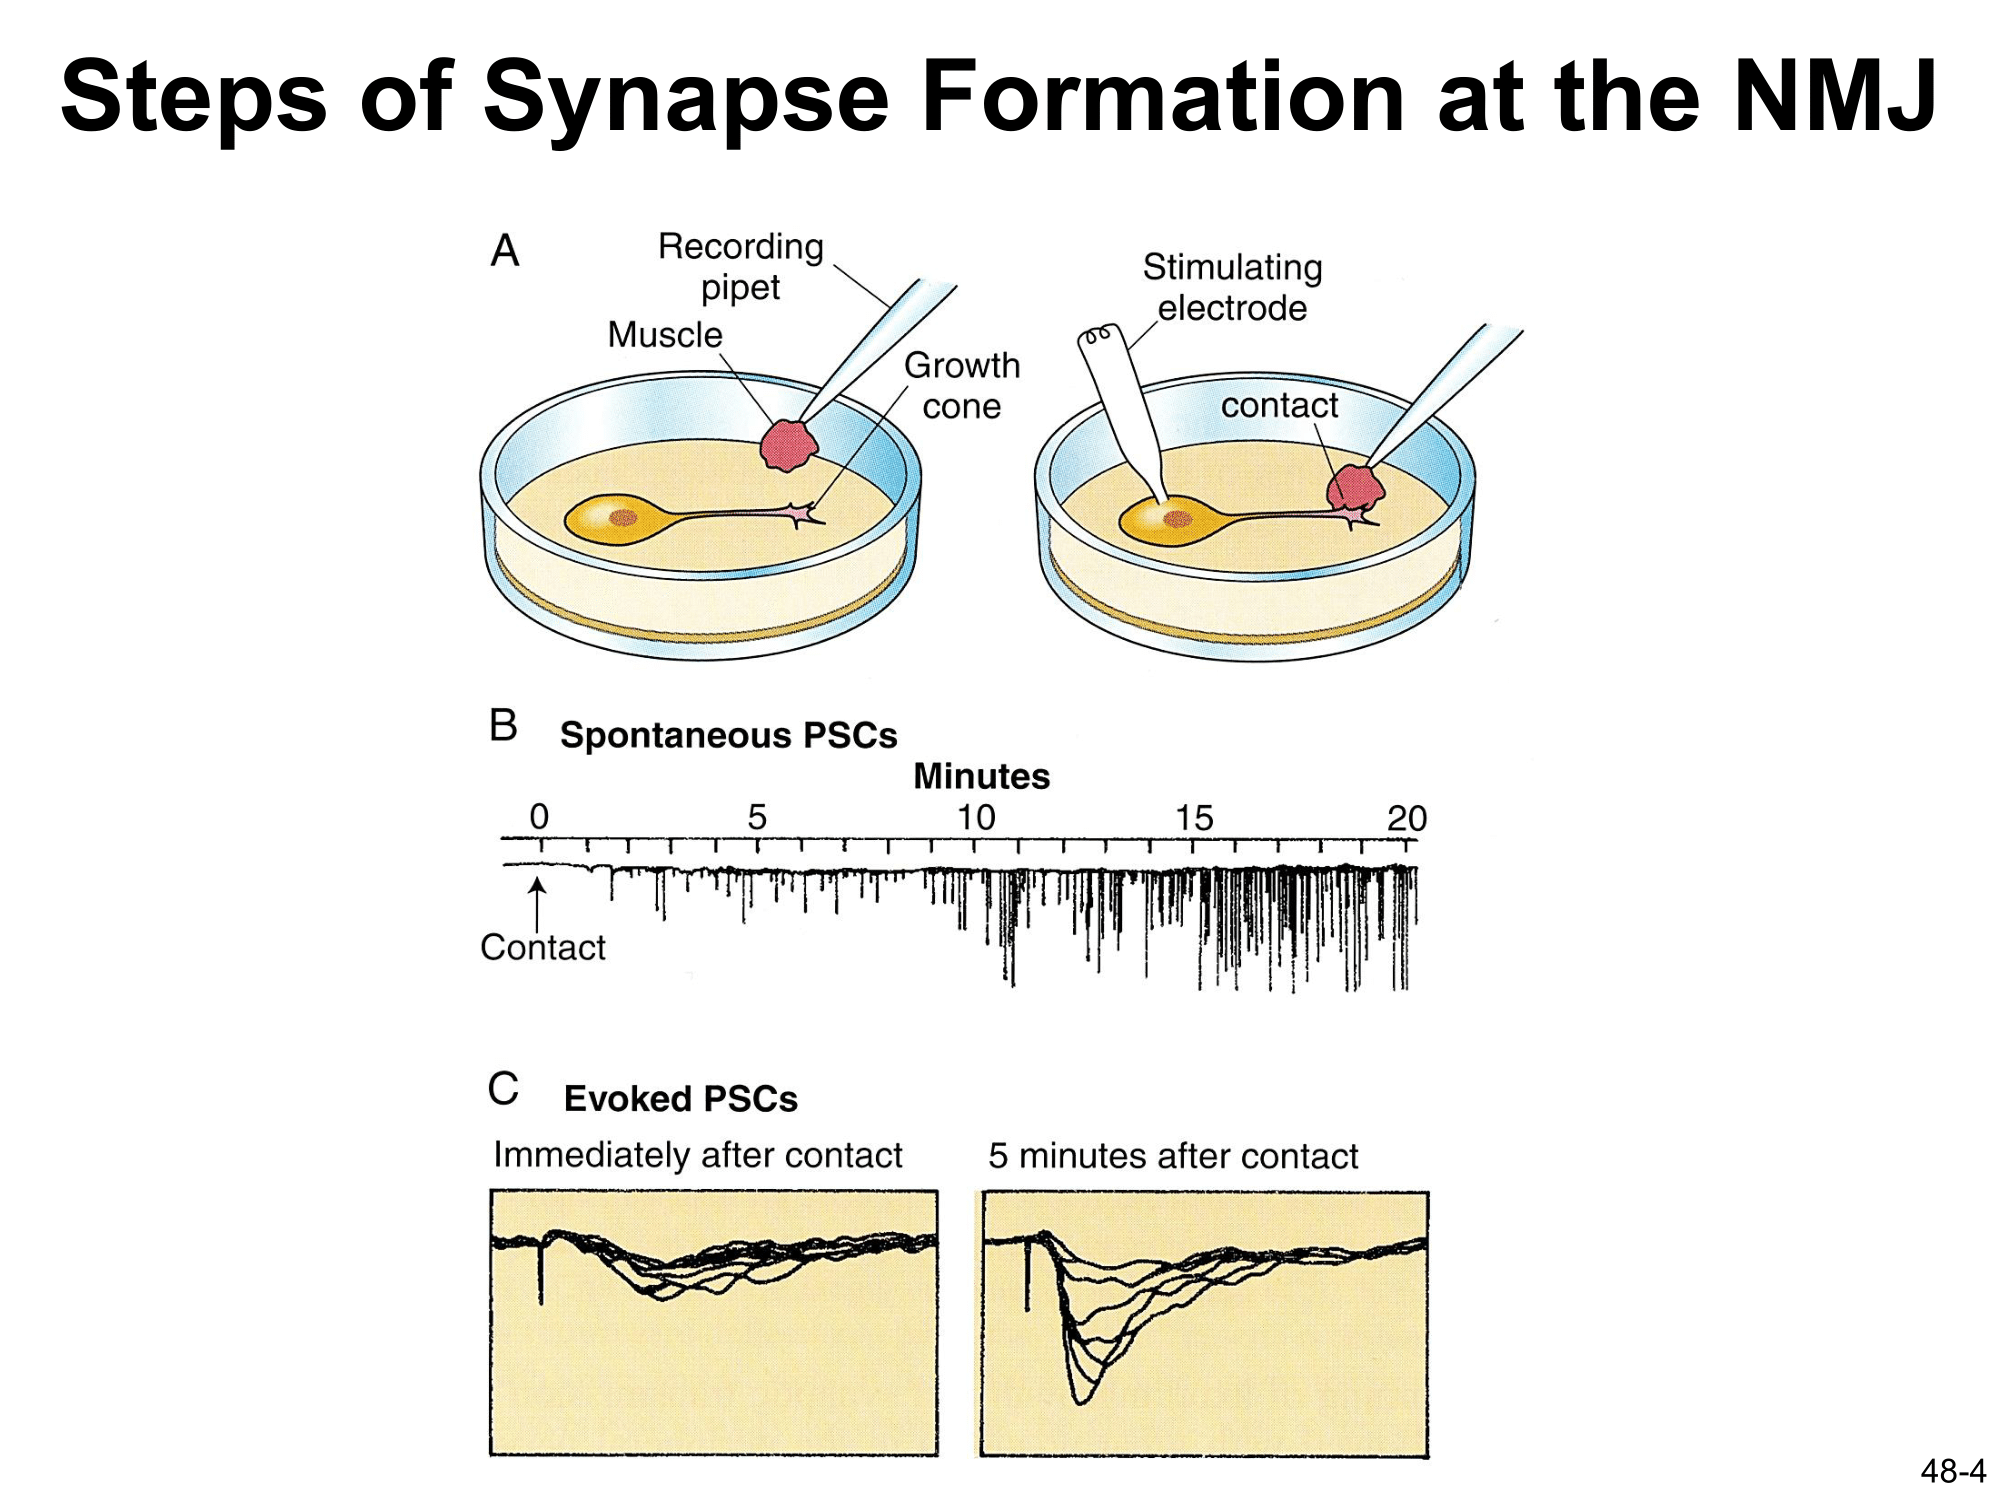 Steps of Synapse Formation at the NMJ
A
Recording
pipet
Muscle
Growth
cone
Stimulating
electrode
contact
B
Spontaneous PSCs
Minutes
0 5 10 15 20
Contact
C
Evoked PSCs
Immediately after contact
5 minutes after contact
48-4